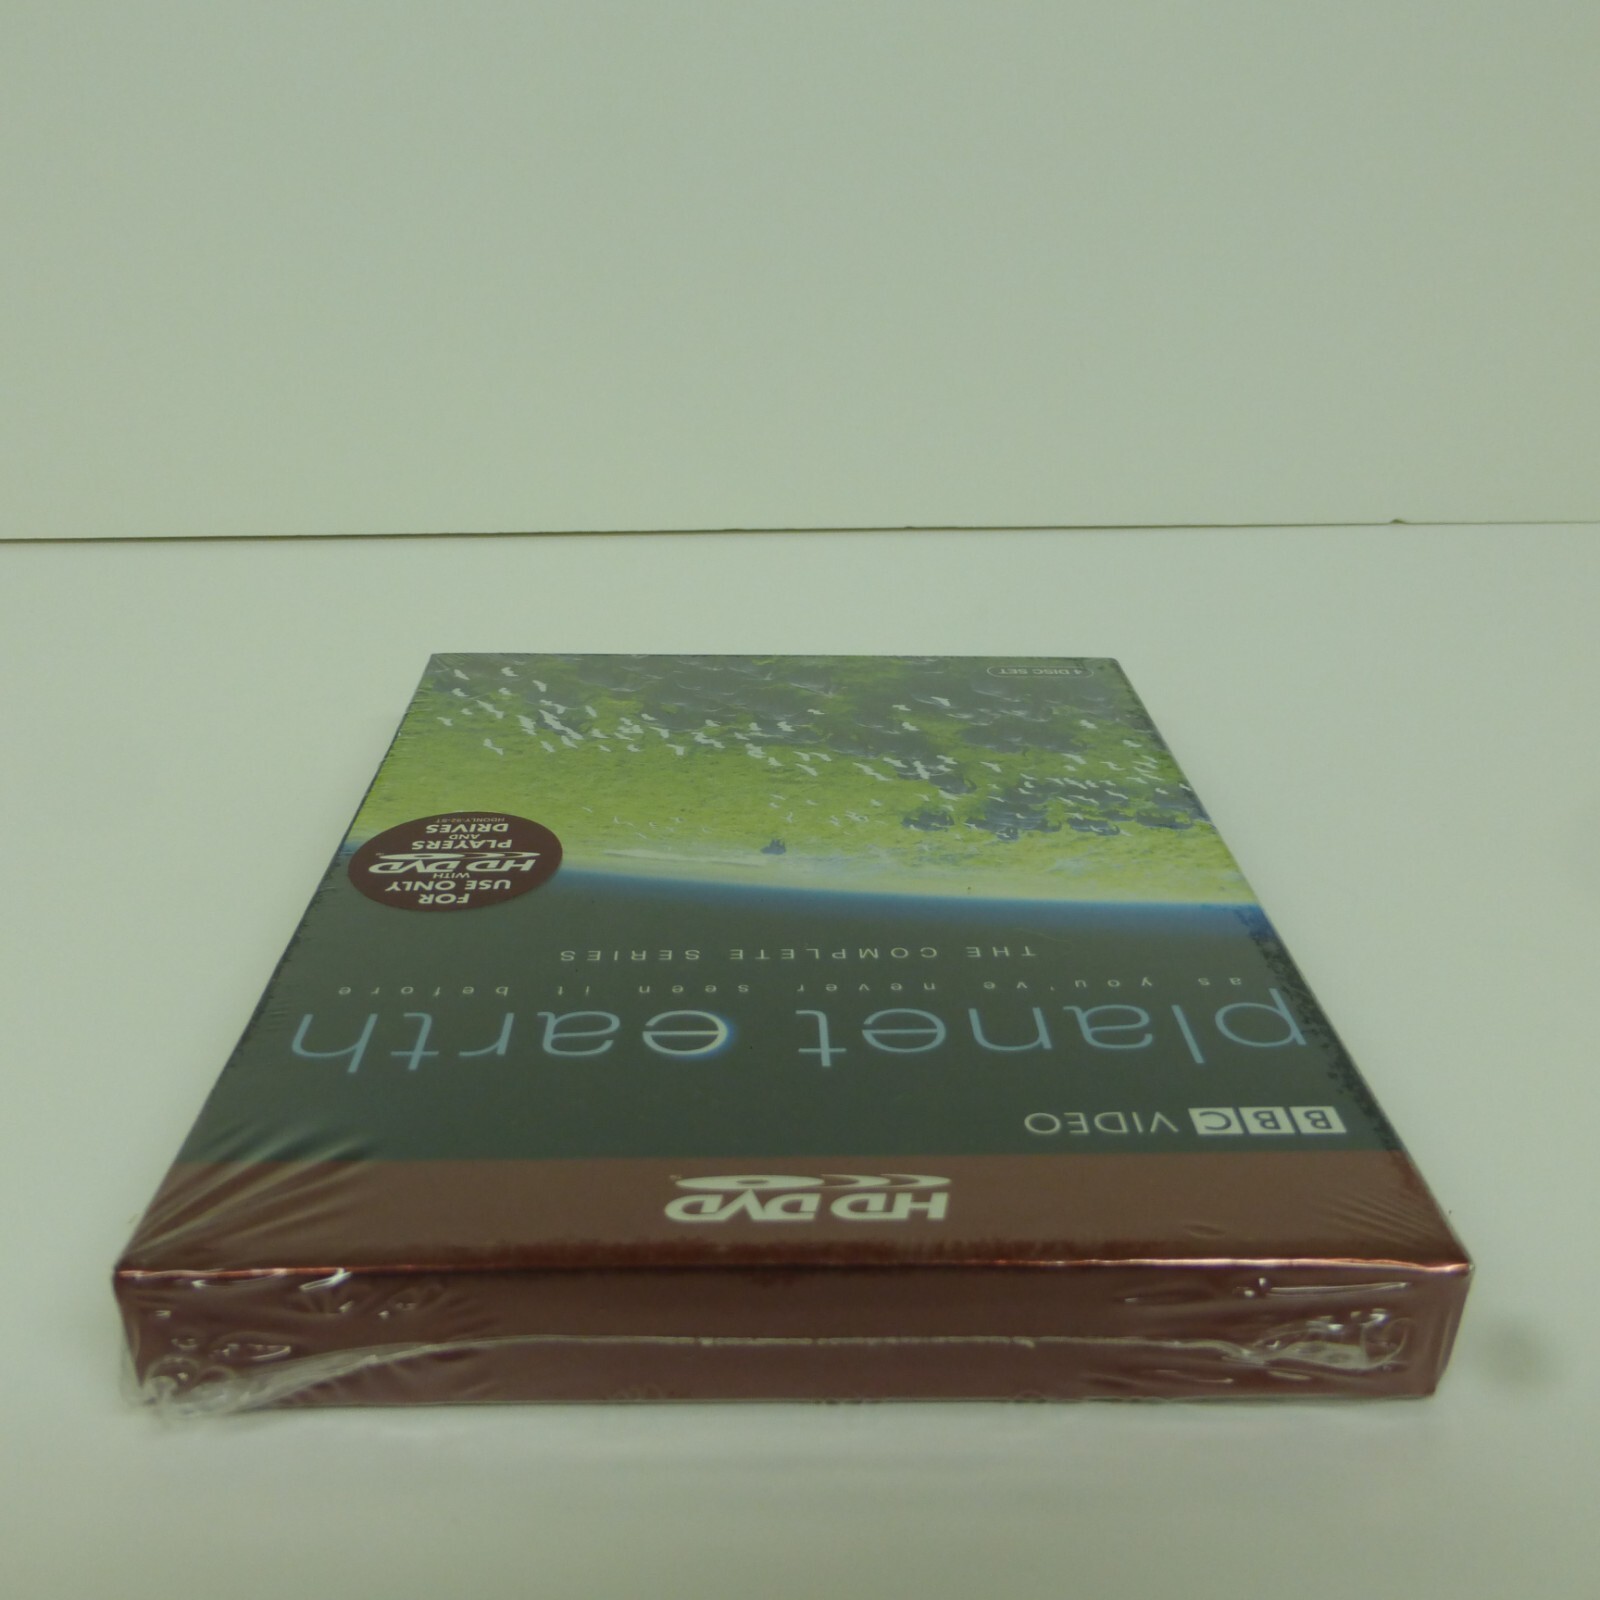 HD DVD
BBC VIDEO
planet earth
as you've never seen it before
THE COMPLETE SERIES
FOR
USE ONLY
WITH
HD DVD
PLAYERS
AND
DRIVES
4 DISC SET